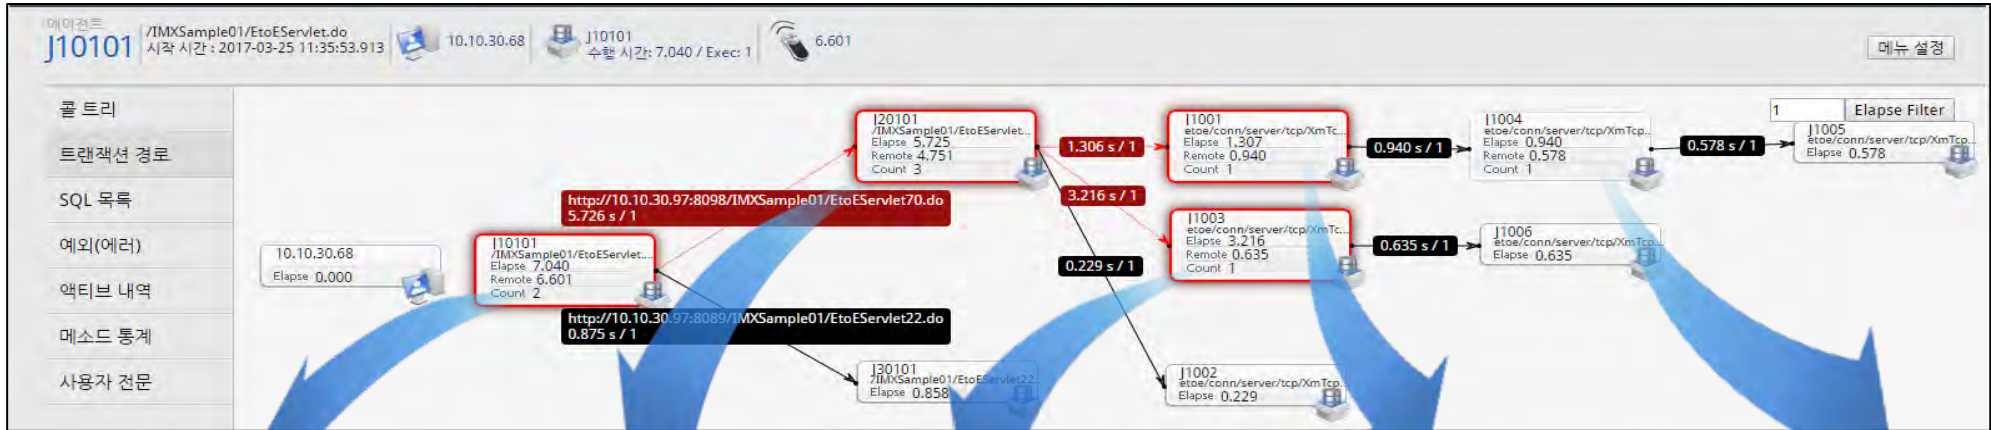 에이전트
J10101
/IMXSample01/EtoEServlet.do
시작 시간 : 2017-03-25 11:35:53.913
10.10.30.68
J10101
수행 시간: 7.040 / Exec: 1
6.601
메뉴 설정
콜 트리
트랜잭션 경로
SQL 목록
예외(에러)
액티브 내역
메소드 통계
사용자 전문
1
Elapse Filter
10.10.30.68
Elapse 0.000
J10101
/IMXSample01/EtoEServlet....
Elapse 7.040
Remote 6.601
Count 2
http://10.10.30.97:8098/IMXSample01/EtoEServlet70.do
5.726 s / 1
http://10.10.30.97:8089/IMXSample01/EtoEServlet22.do
0.875 s / 1
J20101
/IMXSample01/EtoEServlet...
Elapse 5.725
Remote 4.751
Count 3
J30101
/IMXSample01/EtoEServlet22...
Elapse 0.858
1.306 s / 1
3.216 s / 1
0.229 s / 1
J1001
etoe/conn/server/tcp/XmTc...
Elapse 1.307
Remote 0.940
Count 1
J1003
etoe/conn/server/tcp/XmTc...
Elapse 3.216
Remote 0.635
Count 1
J1002
etoe/conn/server/tcp/XmTcp...
Elapse 0.229
0.940 s / 1
0.635 s / 1
J1004
etoe/conn/server/tcp/XmTcp...
Elapse 0.940
Remote 0.578
Count 1
J1006
etoe/conn/server/tcp/XmTcp...
Elapse 0.635
0.578 s / 1
J1005
etoe/conn/server/tcp/XmTcp...
Elapse 0.578